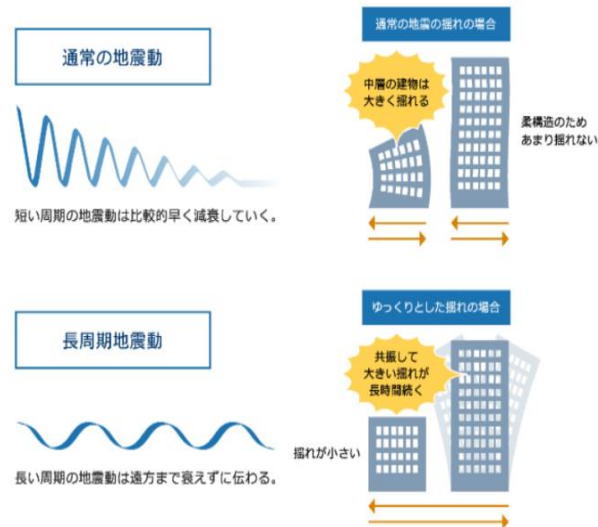 通常の地震動
短い周期の地震動は比較的早く減衰していく。
通常の地震の揺れの場合
中層の建物は
大きく揺れる
柔構造のため
あまり揺れない
長周期地震動
長い周期の地震動は遠方まで衰えずに伝わる。
ゆっくりとした揺れの場合
共振して
大きい揺れが
長時間続く
揺れが小さい